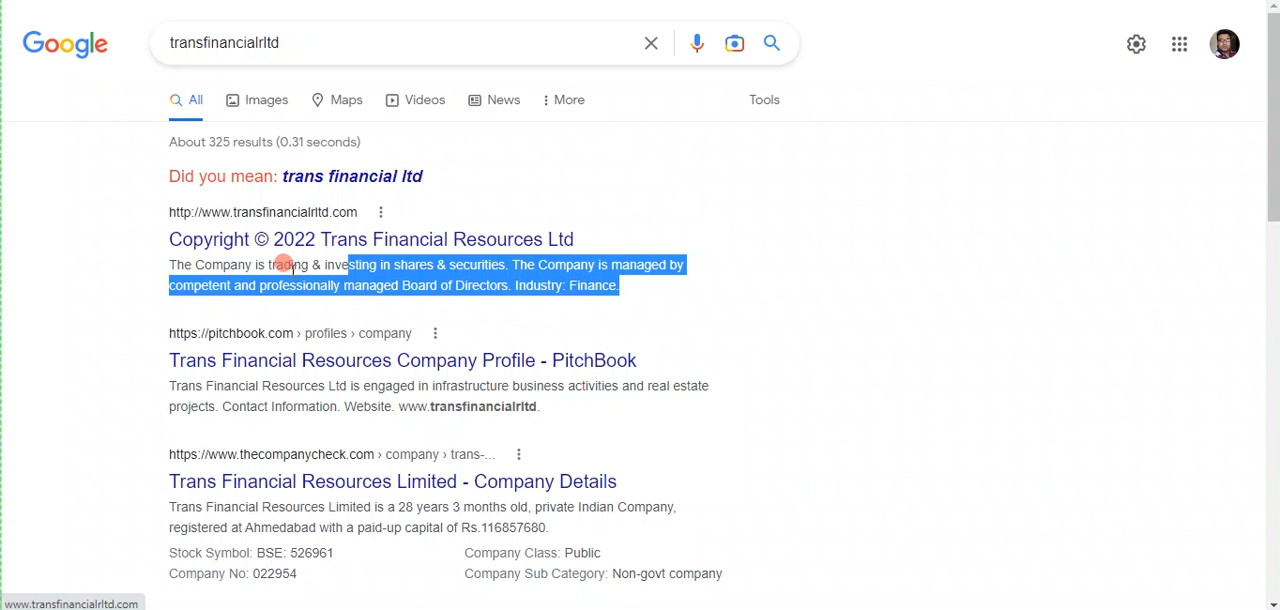 Google
transfinancialrltd
All Images Maps Videos News More Tools
About 325 results (0.31 seconds)
Did you mean: trans financial ltd
http://www.transfinancialrltd.com
Copyright © 2022 Trans Financial Resources Ltd
The Company is trading & investing in shares & securities. The Company is managed by
competent and professionally managed Board of Directors. Industry: Finance.
https://pitchbook.com › profiles › company
Trans Financial Resources Company Profile - PitchBook
Trans Financial Resources Ltd is engaged in infrastructure business activities and real estate
projects. Contact Information. Website. www.transfinancialrltd.
https://www.thecompanycheck.com › company › trans-...
Trans Financial Resources Limited - Company Details
Trans Financial Resources Limited is a 28 years 3 months old, private Indian Company,
registered at Ahmedabad with a paid-up capital of Rs.116857680.
Stock Symbol: BSE: 526961 Company Class: Public
Company No: 022954 Company Sub Category: Non-govt company
www.transfinancialrltd.com